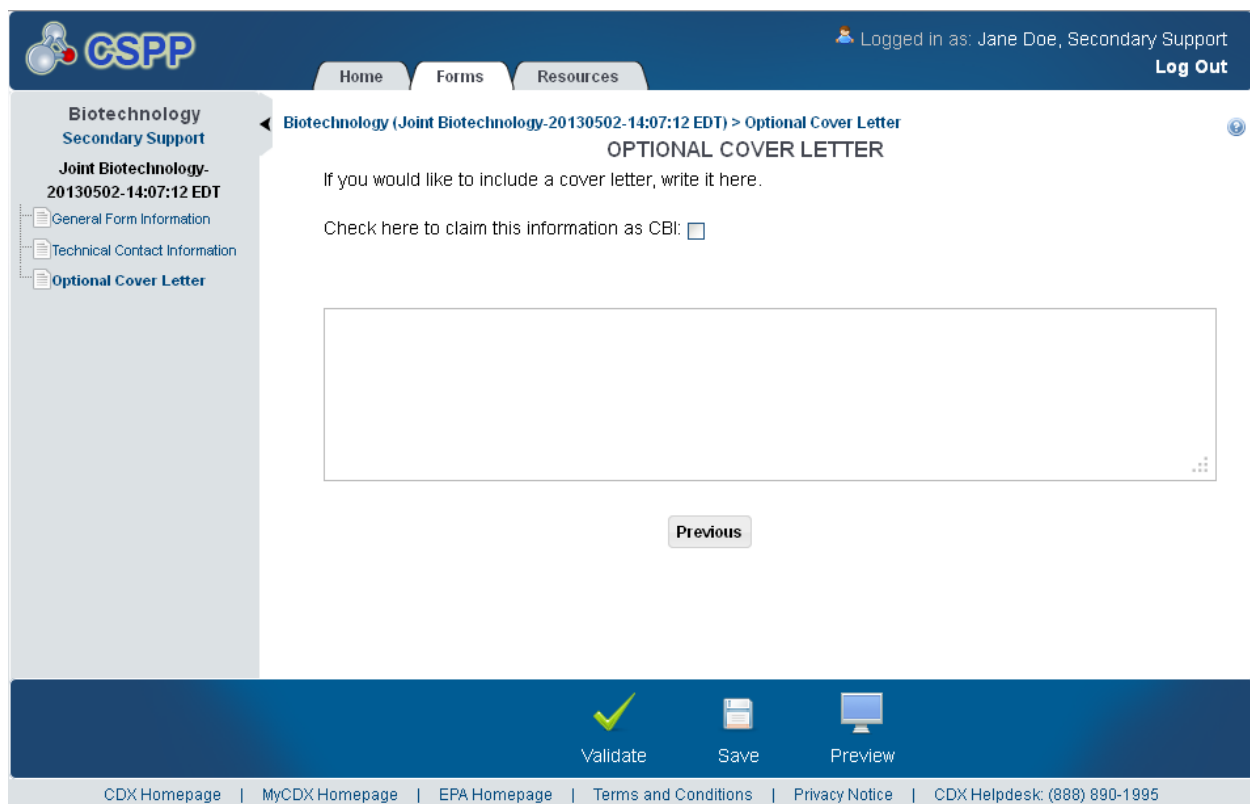 CSPP
Logged in as: Jane Doe, Secondary Support
Log Out
Home Forms Resources
Biotechnology
Secondary Support
Joint Biotechnology-
20130502-14:07:12 EDT
General Form Information
Technical Contact Information
Optional Cover Letter
Biotechnology (Joint Biotechnology-20130502-14:07:12 EDT) > Optional Cover Letter
OPTIONAL COVER LETTER
If you would like to include a cover letter, write it here.
Check here to claim this information as CBI:
Previous
Validate Save Preview
CDX Homepage | MyCDX Homepage | EPA Homepage | Terms and Conditions | Privacy Notice | CDX Helpdesk: (888) 890-1995